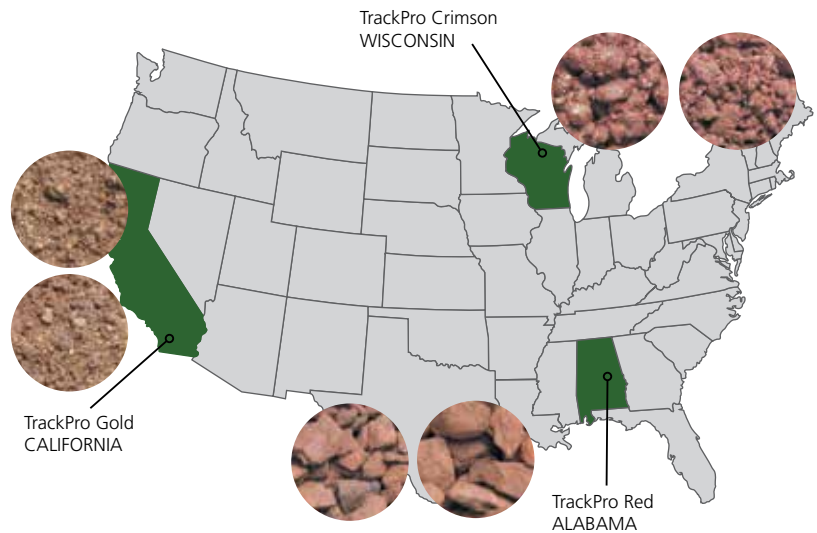 TrackPro Crimson
WISCONSIN
TrackPro Gold
CALIFORNIA
TrackPro Red
ALABAMA